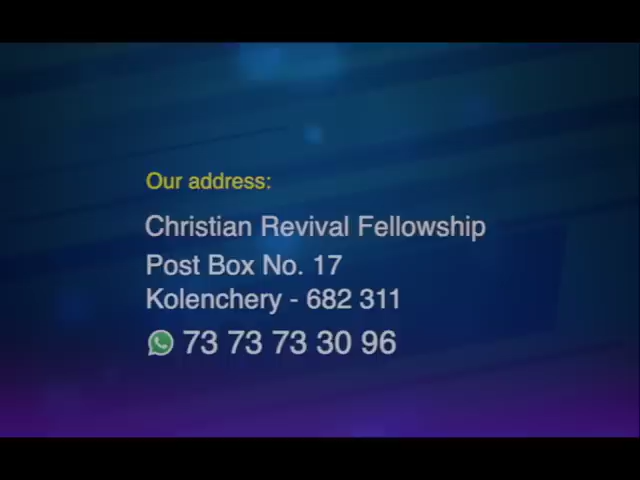 Our address:
Christian Revival Fellowship
Post Box No. 17
Kolenchery - 682 311
73 73 73 30 96